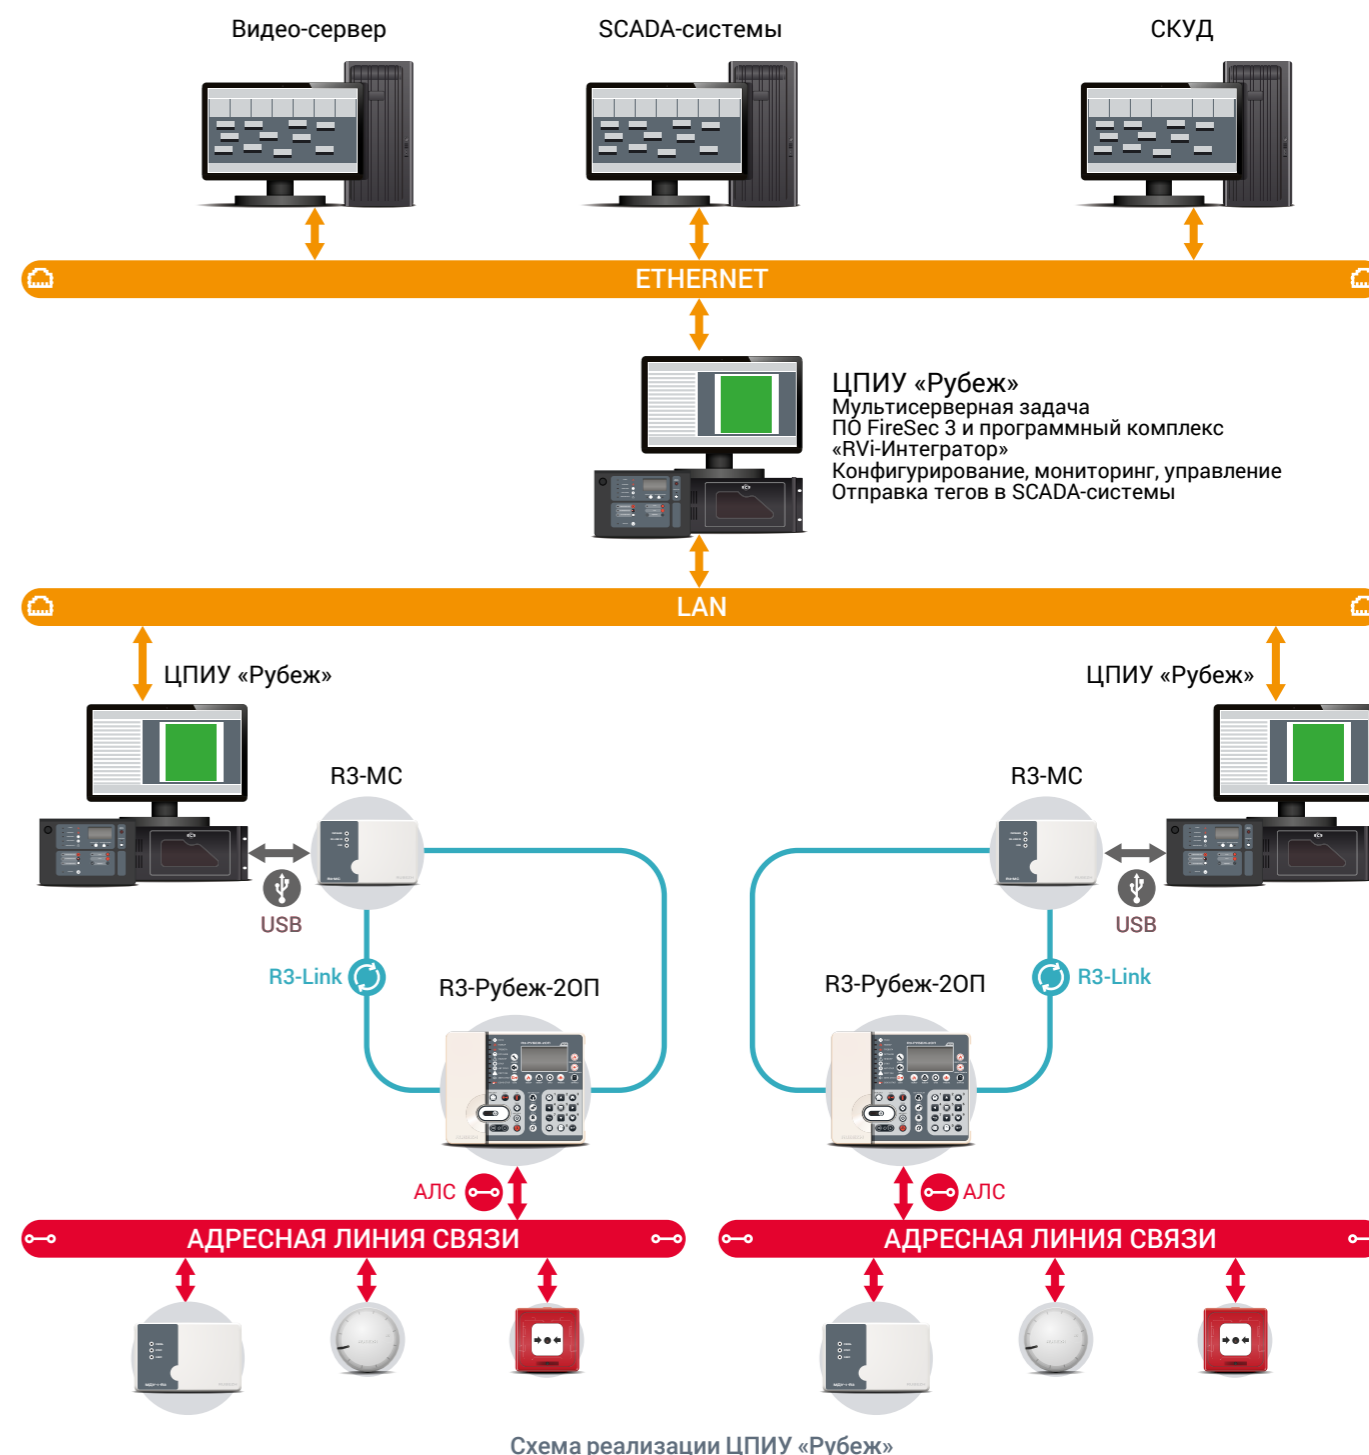 Видео-сервер
SCADA-системы
СКУД
ETHERNET
ЦПИУ «Рубеж»
Мультисерверная задача
ПО FireSec 3 и программный комплекс
«RVi-Интегратор»
Конфигурирование, мониторинг, управление
Отправка тегов в SCADA-системы
LAN
ЦПИУ «Рубеж»
ЦПИУ «Рубеж»
R3-МС
R3-МС
USB
USB
R3-Link
R3-Link
R3-Рубеж-2ОП
R3-Рубеж-2ОП
АЛС
АЛС
АДРЕСНАЯ ЛИНИЯ СВЯЗИ
АДРЕСНАЯ ЛИНИЯ СВЯЗИ
Схема реализации ЦПИУ «Рубеж»